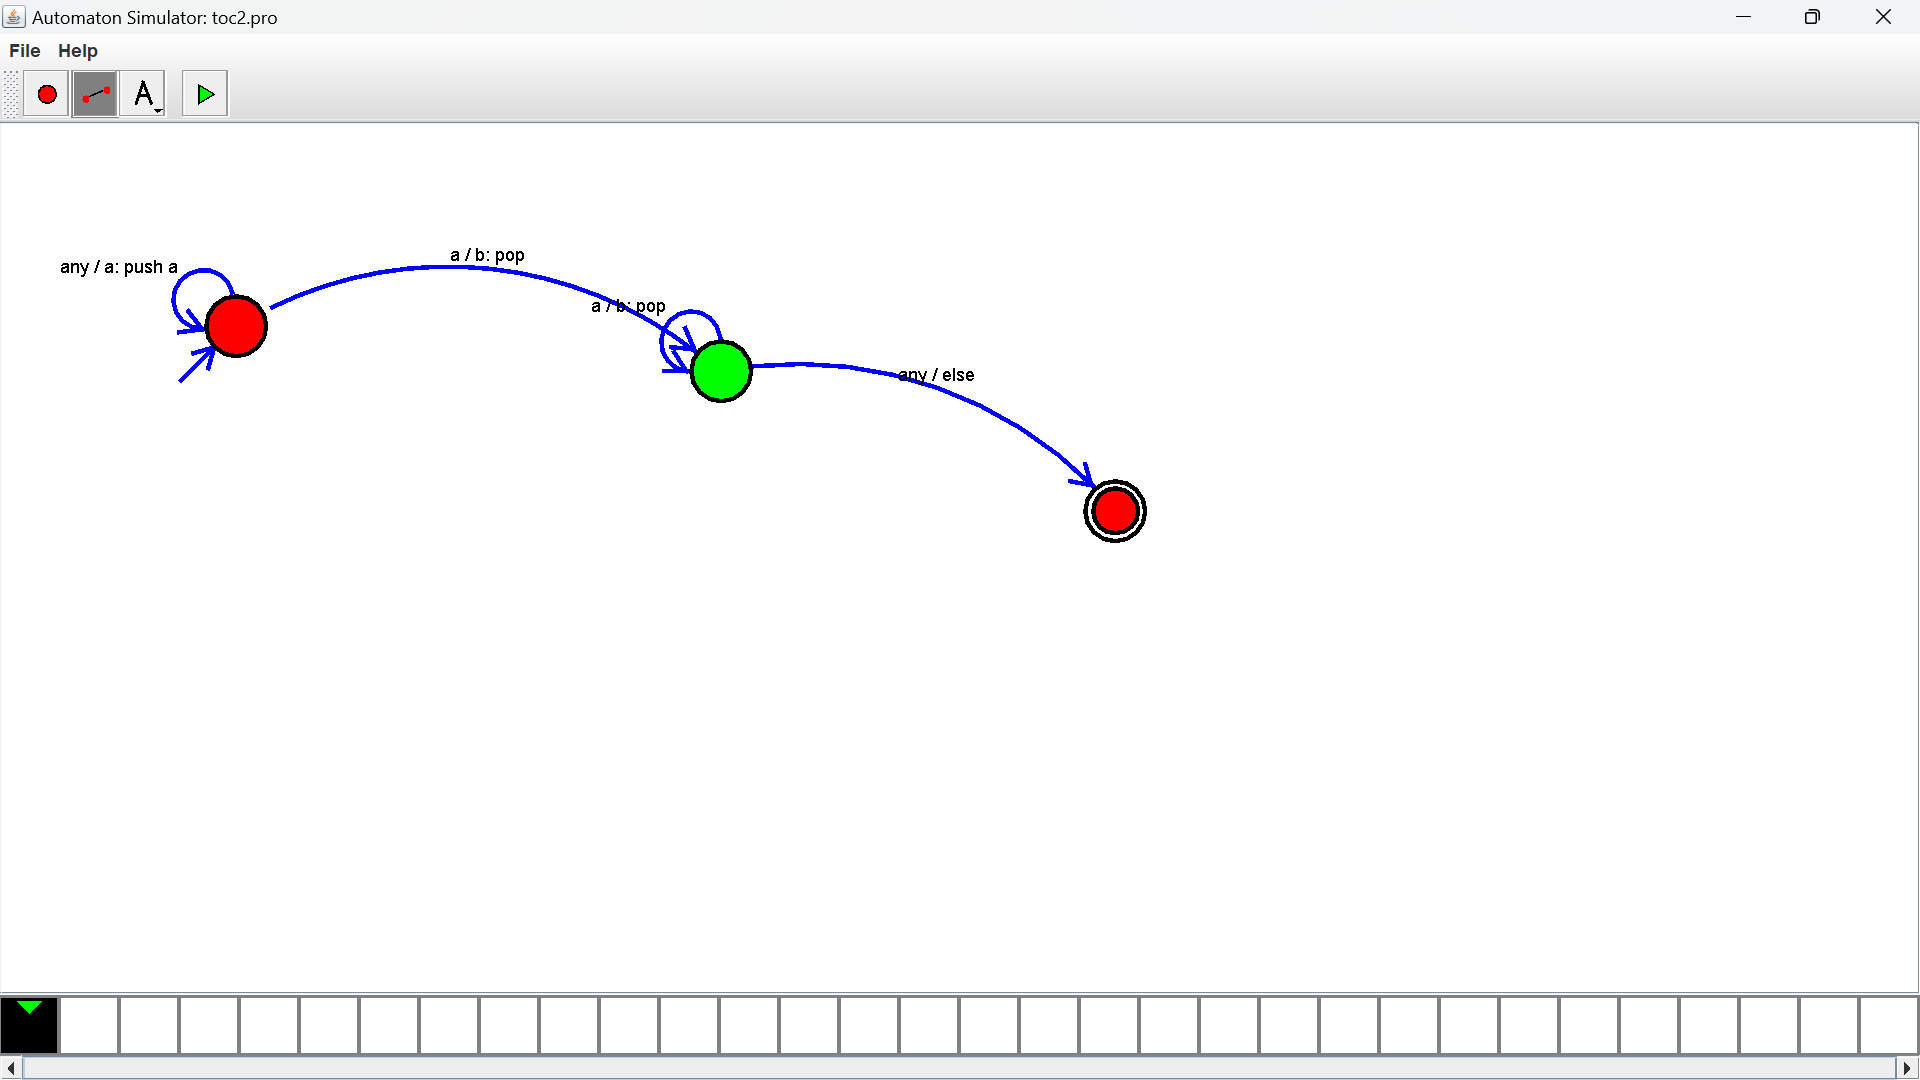 Automaton Simulator: toc2.pro
File Help
A
a / b: pop
any / a: push a
a / b: pop
any / else